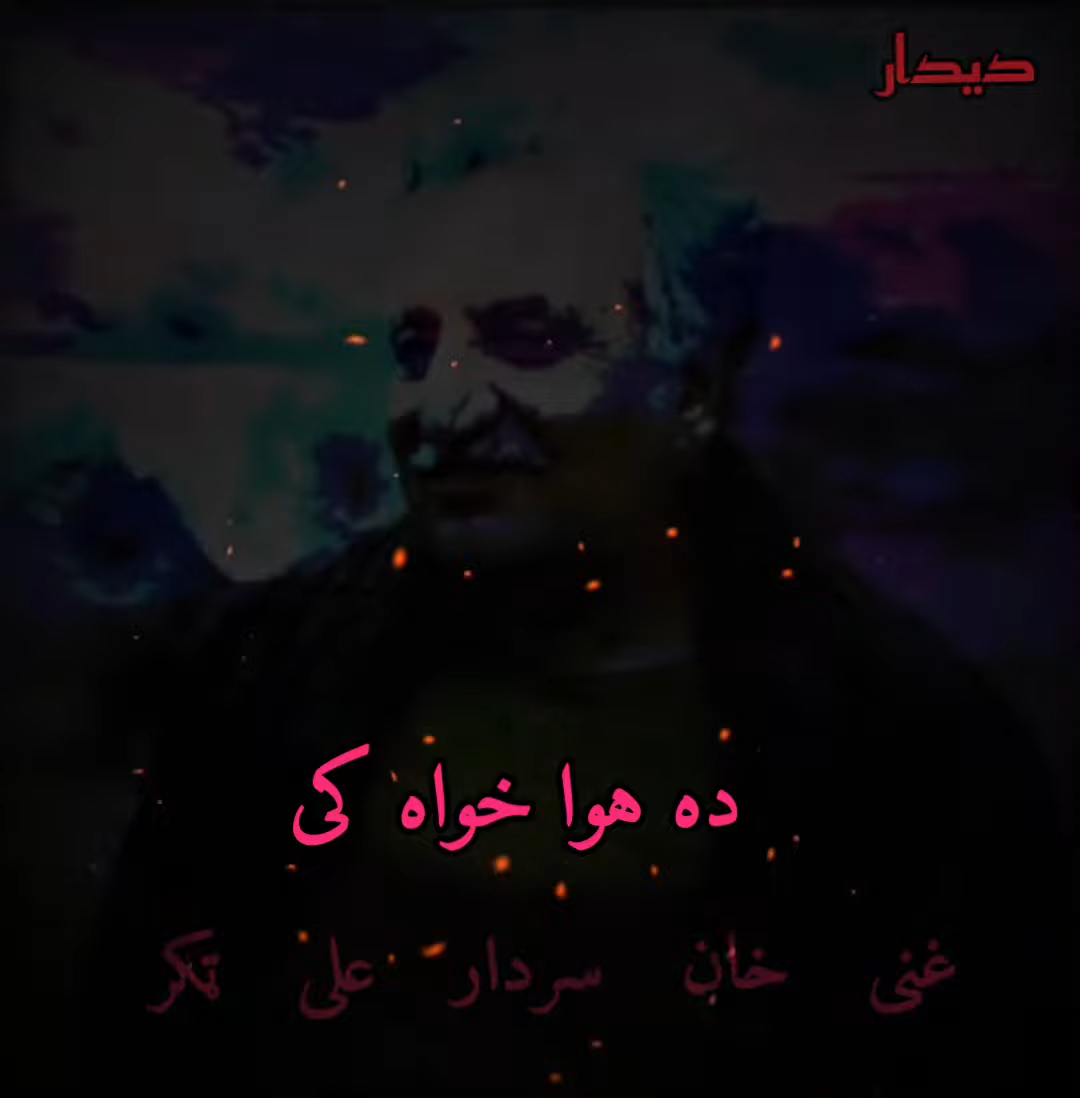 دیدار
ده هوا خواه کی
غنی خان سردار علی ټکر